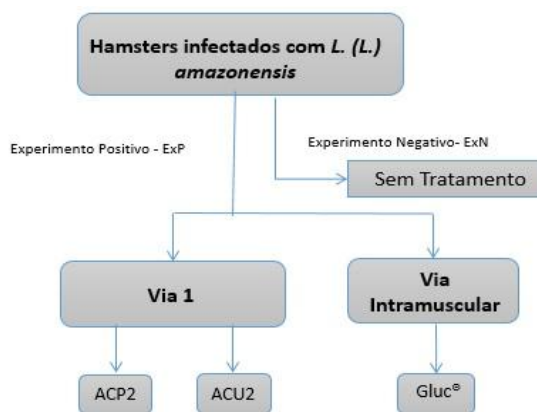 Hamsters infectados com L. (L.)
amazonensis
Experimento Positivo - ExP
Experimento Negativo- ExN
Sem Tratamento
Via 1
Via
Intramuscular
ACP2
ACU2
Gluc®